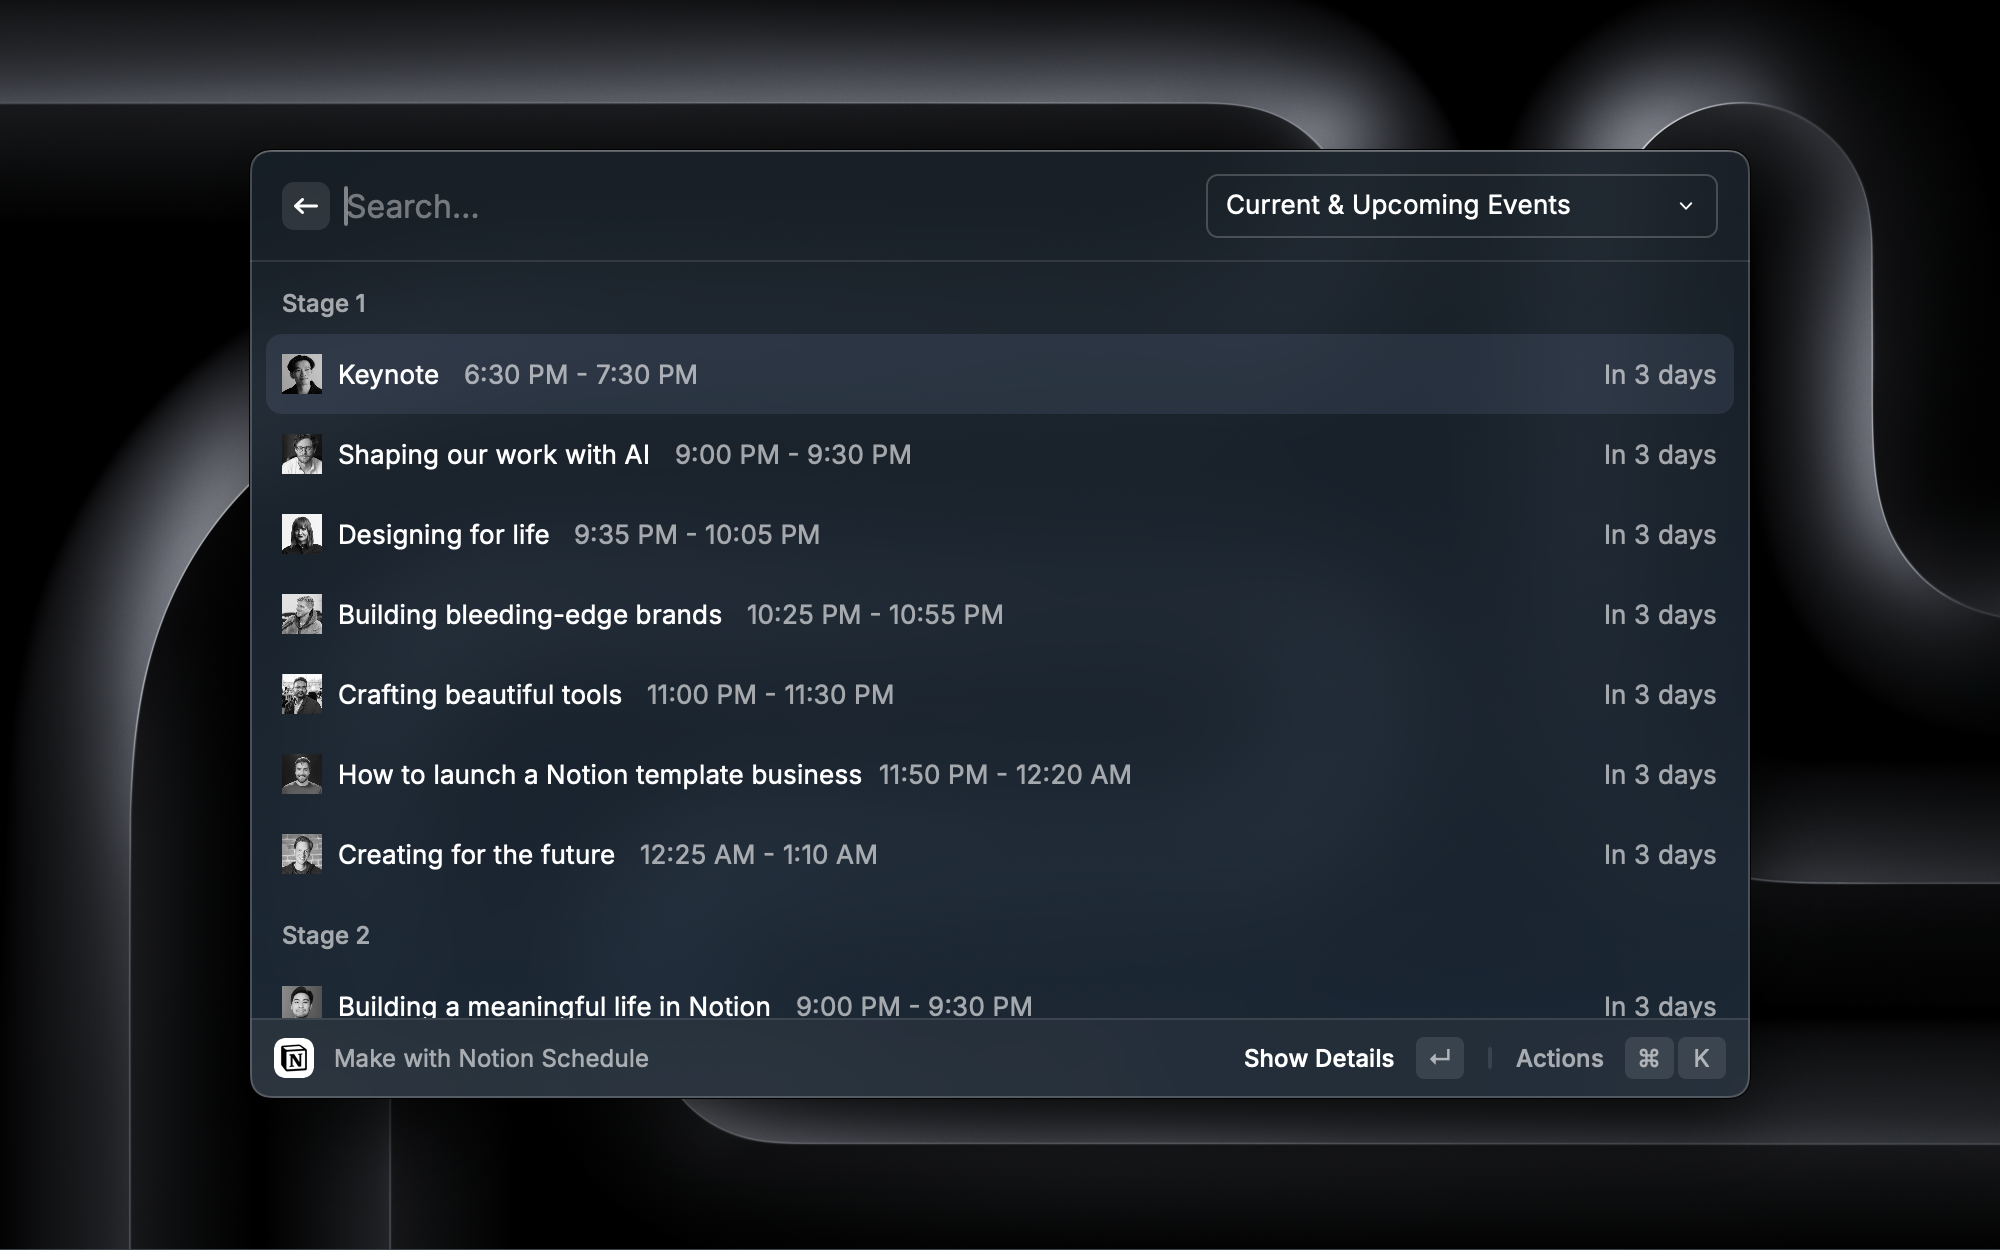 Search...
Current & Upcoming Events
Stage 1
Keynote 6:30 PM - 7:30 PM In 3 days
Shaping our work with AI 9:00 PM - 9:30 PM In 3 days
Designing for life 9:35 PM - 10:05 PM In 3 days
Building bleeding-edge brands 10:25 PM - 10:55 PM In 3 days
Crafting beautiful tools 11:00 PM - 11:30 PM In 3 days
How to launch a Notion template business 11:50 PM - 12:20 AM In 3 days
Creating for the future 12:25 AM - 1:10 AM In 3 days
Stage 2
Building a meaningful life in Notion 9:00 PM - 9:30 PM In 3 days
N Make with Notion Schedule Show Details ↵ Actions ⌘ K